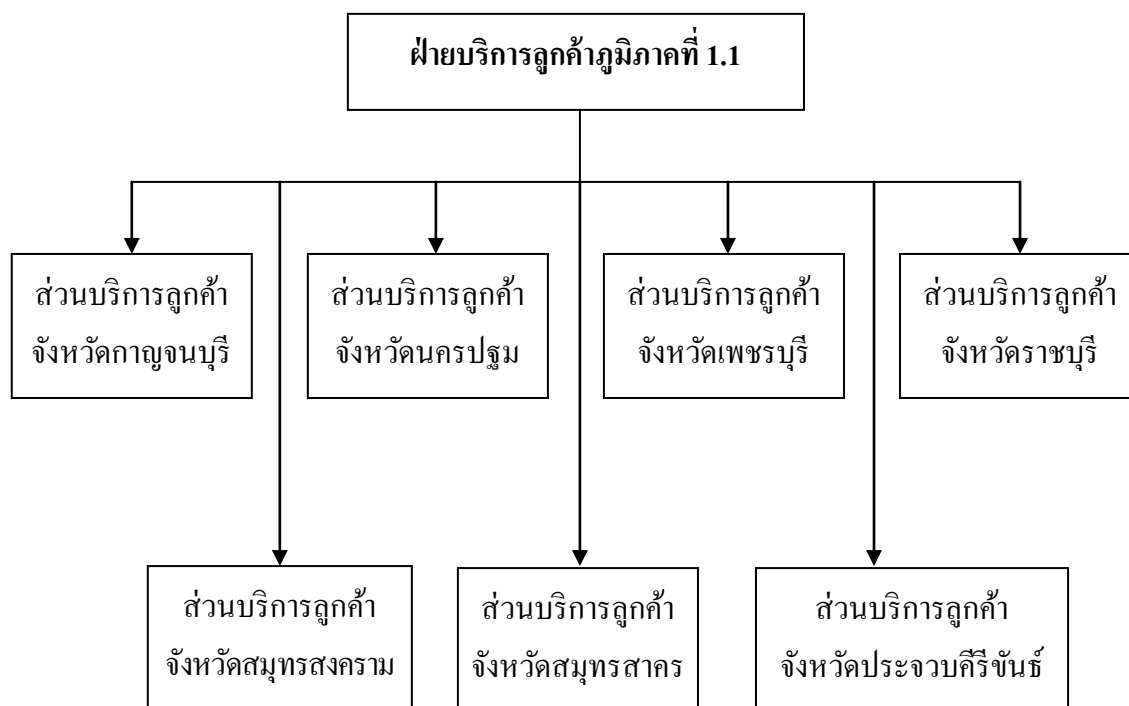 ฝ่ายบริการลูกค้าภูมิภาคที่ 1.1
ส่วนบริการลูกค้า
จังหวัดกาญจนบุรี
ส่วนบริการลูกค้า
จังหวัดนครปฐม
ส่วนบริการลูกค้า
จังหวัดเพชรบุรี
ส่วนบริการลูกค้า
จังหวัดราชบุรี
ส่วนบริการลูกค้า
จังหวัดสมุทรสงคราม
ส่วนบริการลูกค้า
จังหวัดสมุทรสาคร
ส่วนบริการลูกค้า
จังหวัดประจวบคีรีขันธ์